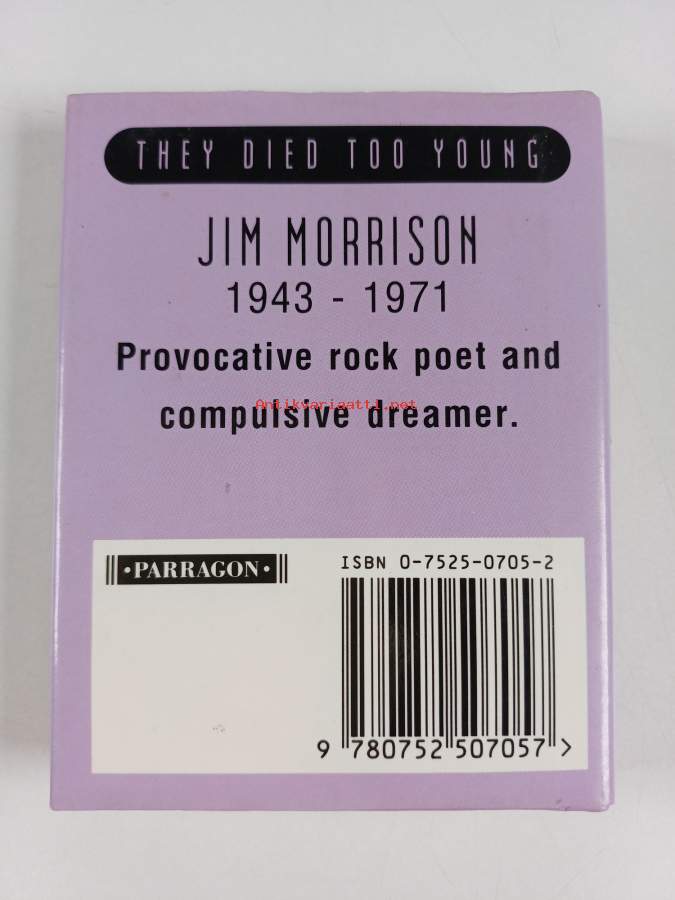 THEY DIED TOO YOUNG
JIM MORRISON
1943 - 1971
Provocative rock poet and
Antikvariaatti.net
compulsive dreamer.
•PARRAGON•
ISBN 0-7525-0705-2
9 780752 507057 >